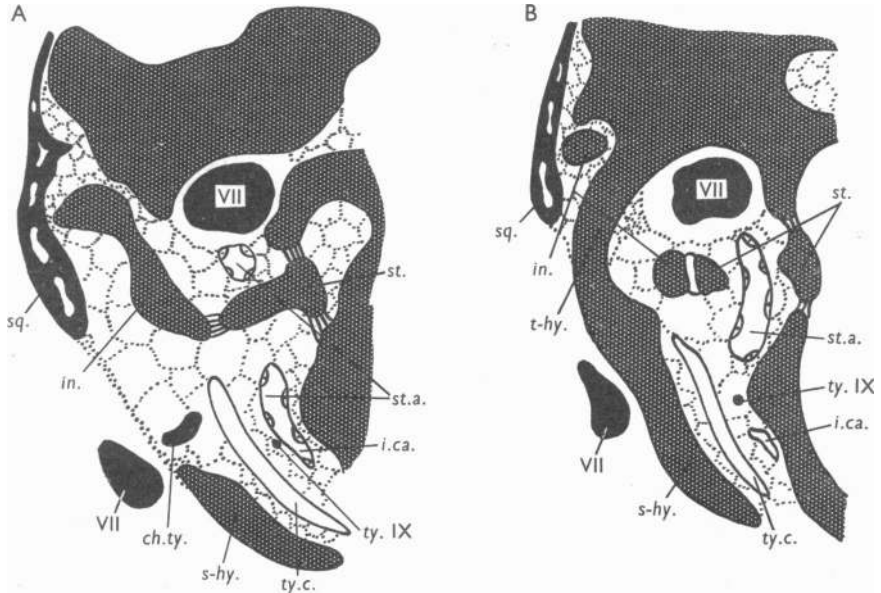 A
VII
st.
sq.
in.
st.a.
i.ca.
VII
ch.ty.
s-hy.
ty.c.
ty. IX
B
VII
st.
sq.
in.
t-hy.
st.a.
ty. IX
i.ca.
VII
s-hy.
ty.c.